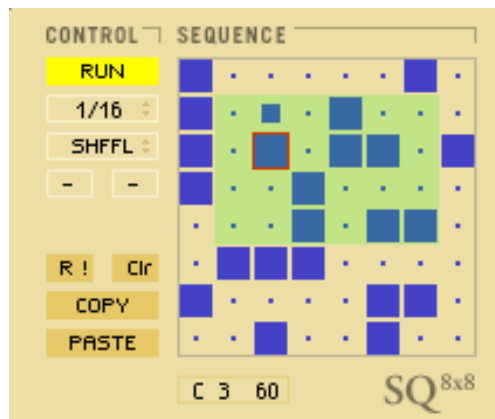 CONTROL SEQUENCE
RUN
1/16
SHFFL
- -
R ! Clr
COPY
PASTE
C 3 60
SQ8x8